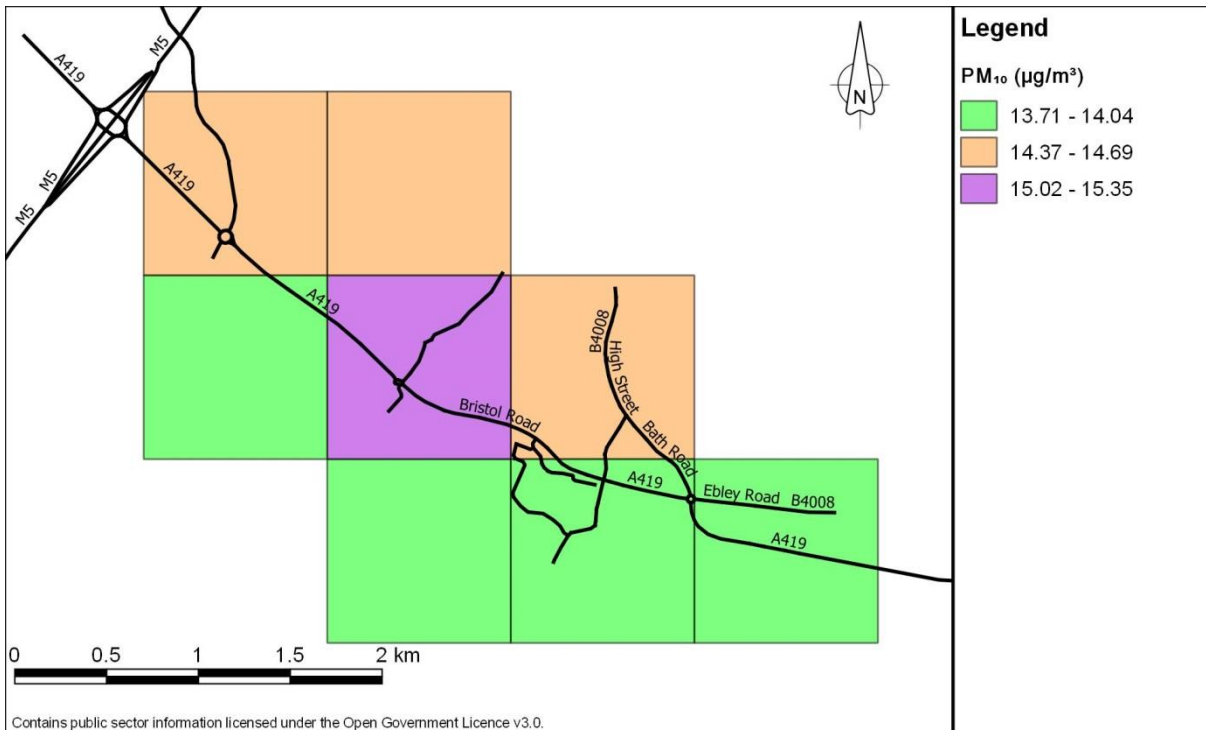 M5
A419
M5
M5
A419
A419
Bristol Road
B4008
High Street
Bath Road
A419
Ebley Road B4008
A419
N
0 0.5 1 1.5 2 km
Contains public sector information licensed under the Open Government Licence v3.0.
Legend
PM₁₀ (µg/m³)
13.71 - 14.04
14.37 - 14.69
15.02 - 15.35